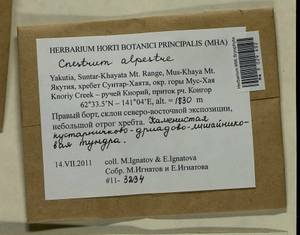 HERBARIUM HORTI BOTANICI PRINCIPALIS (MHA)
Cnestrum alpestre
Yakutia, Suntar-Khayata Mt. Range, Mus-Khaya Mt.
Якутия, хребет Сунтар-Хаята, окр. горы Мус-Хая
Knoriy Creek – ручей Кнорий, приток рч. Конгор
62°33.5'N – 141°04'E, alt. = 1830 m
Правый борт, склон северо-восточной экспозиции,
небольшой отрог хребта. Каменистая
кустарничково-дриадово-лишайнико-
вая тундра.
14.VII.2011 coll. M.Ignatov & E.Ignatova
Собр. М.Игнатов и Е.Игнатова
#11- 3234